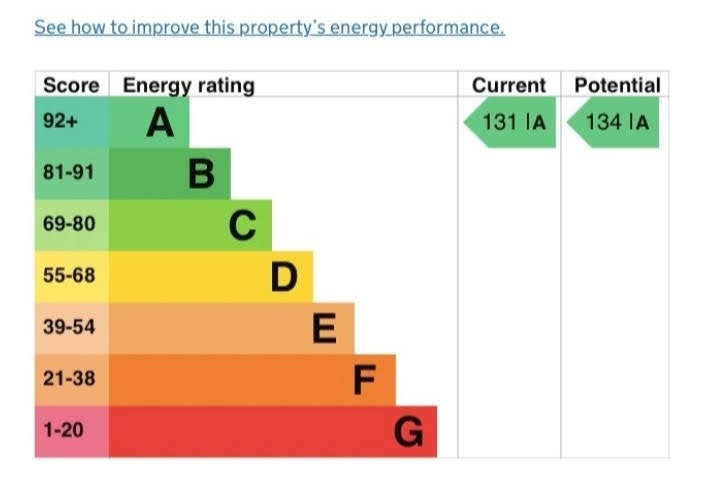 See how to improve this property's energy performance.
Score Energy rating Current Potential
92+ A 131 | A 134 | A
81-91 B
69-80 C
55-68 D
39-54 E
21-38 F
1-20 G